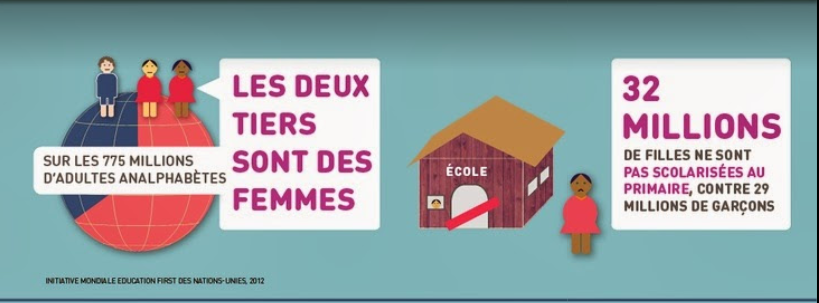 SUR LES 775 MILLIONS
D'ADULTES ANALPHABÈTES
LES DEUX
TIERS
SONT DES
FEMMES
ÉCOLE
32
MILLIONS
DE FILLES NE SONT
PAS SCOLARISÉES AU
PRIMAIRE, CONTRE 29
MILLIONS DE GARÇONS
INITIATIVE MONDIALE EDUCATION FIRST DES NATIONS-UNIES, 2012